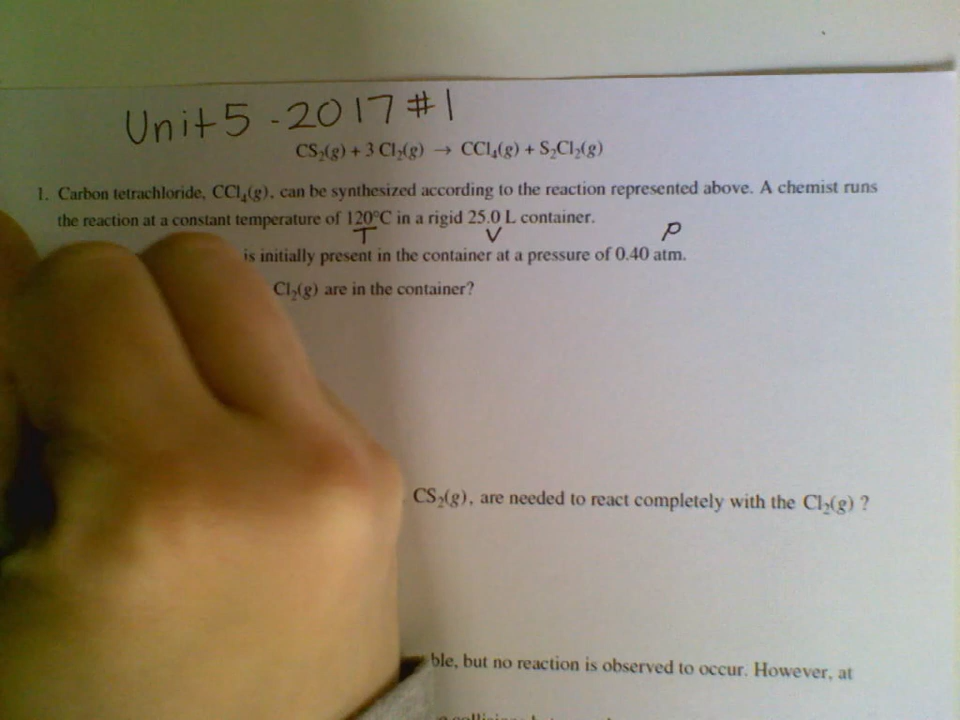 Unit 5 - 2017 #1
CS₂(g) + 3 Cl₂(g) → CCl₄(g) + S₂Cl₂(g)
1. Carbon tetrachloride, CCl₄(g), can be synthesized according to the reaction represented above. A chemist runs
the reaction at a constant temperature of 120°C in a rigid 25.0 L container.
T V P
is initially present in the container at a pressure of 0.40 atm.
Cl₂(g) are in the container?
CS₂(g), are needed to react completely with the Cl₂(g) ?
ble, but no reaction is observed to occur. However, at